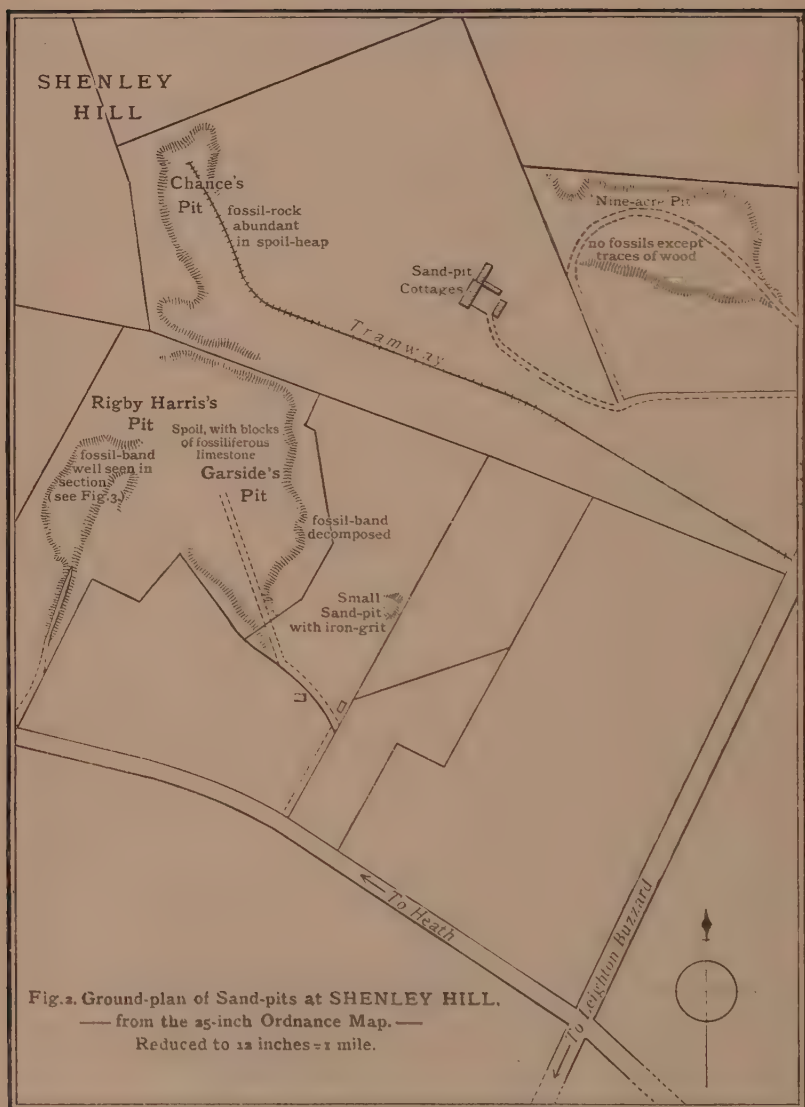 SHENLEY
HILL
Chance's
Pit
fossil-rock
abundant
in spoil-heap
Nine-acre Pit
no fossils except
traces of wood
Sand-pit
Cottages
Tramway
Rigby Harris's
Pit
fossil-band
well seen in
section
(see Fig.3.)
Spoil, with blocks
of fossiliferous
limestone
Garside's
Pit
fossil-band
decomposed
Small
Sand-pit
with iron-grit
To Heath
To Leighton Buzzard
Fig.2. Ground-plan of Sand-pits at SHENLEY HILL.
— from the 25-inch Ordnance Map. —
Reduced to 12 inches = 1 mile.